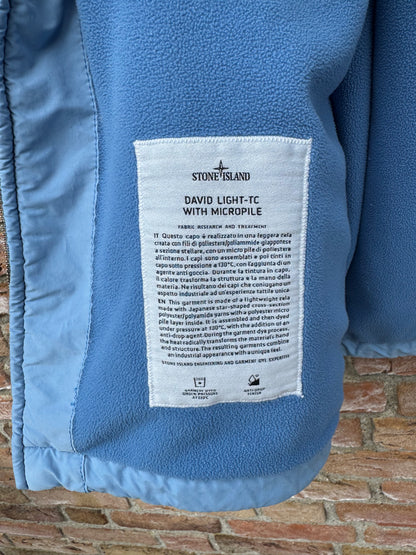 STONE ISLAND
DAVID LIGHT-TC
WITH MICROPILE
FABRIC RESEARCH AND TREATMENT
IT Questo capo è realizzato in una leggera rete
creata con fili di poliestere/poliammide giapponese
a sezione stellare, con un micro pile di poliestere
all'interno. I capi sono assemblati e poi tinti in
capo sotto pressione a 130°C, con l'aggiunta di un
agente antigoccia. Durante la tintura in capo,
il calore trasforma la struttura e la mano della
materia. Ne risultano dei capi che coniugano un
aspetto industriale ad un'esperienza tattile unica.
EN This garment is made of a lightweight rete
made with Japanese star-shaped cross-section
polyester/polyamide yarns with a micro polyester
pile layer inside. It is assembled and then dyed
under pressure at 130°C, with the addition of an
anti-drop agent. During the garment dye process,
the heat radically transforms the material's hand
and structure. The resulting garments combine
an industrial appearance with a unique feel.
STONE ISLAND ENGINEERING AND GARMENT DYE EXPERTISE
GARMENT DYED
UNDER PRESSURE
AT 130°C
ANTI-DROP